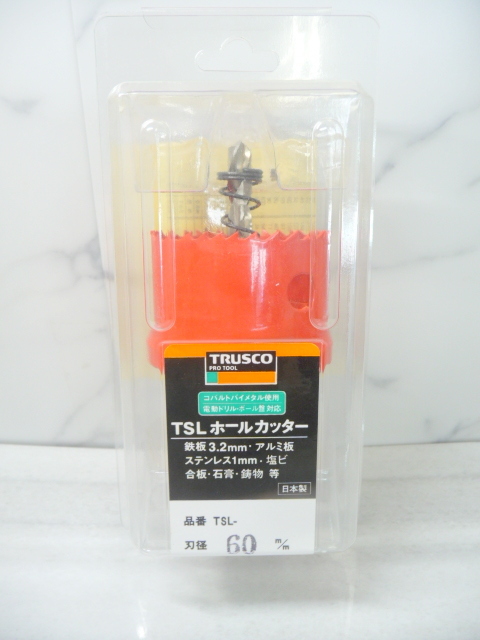 TRUSCO
PRO TOOL
コバルトバイメタル使用
電動ドリル・ボール盤 対応
TSL ホールカッター
鉄板 3.2mm・アルミ板
ステンレス1mm・塩ビ
合板・石膏・鋳物 等
日本製
品番 TSL-
刃径 60 m/m